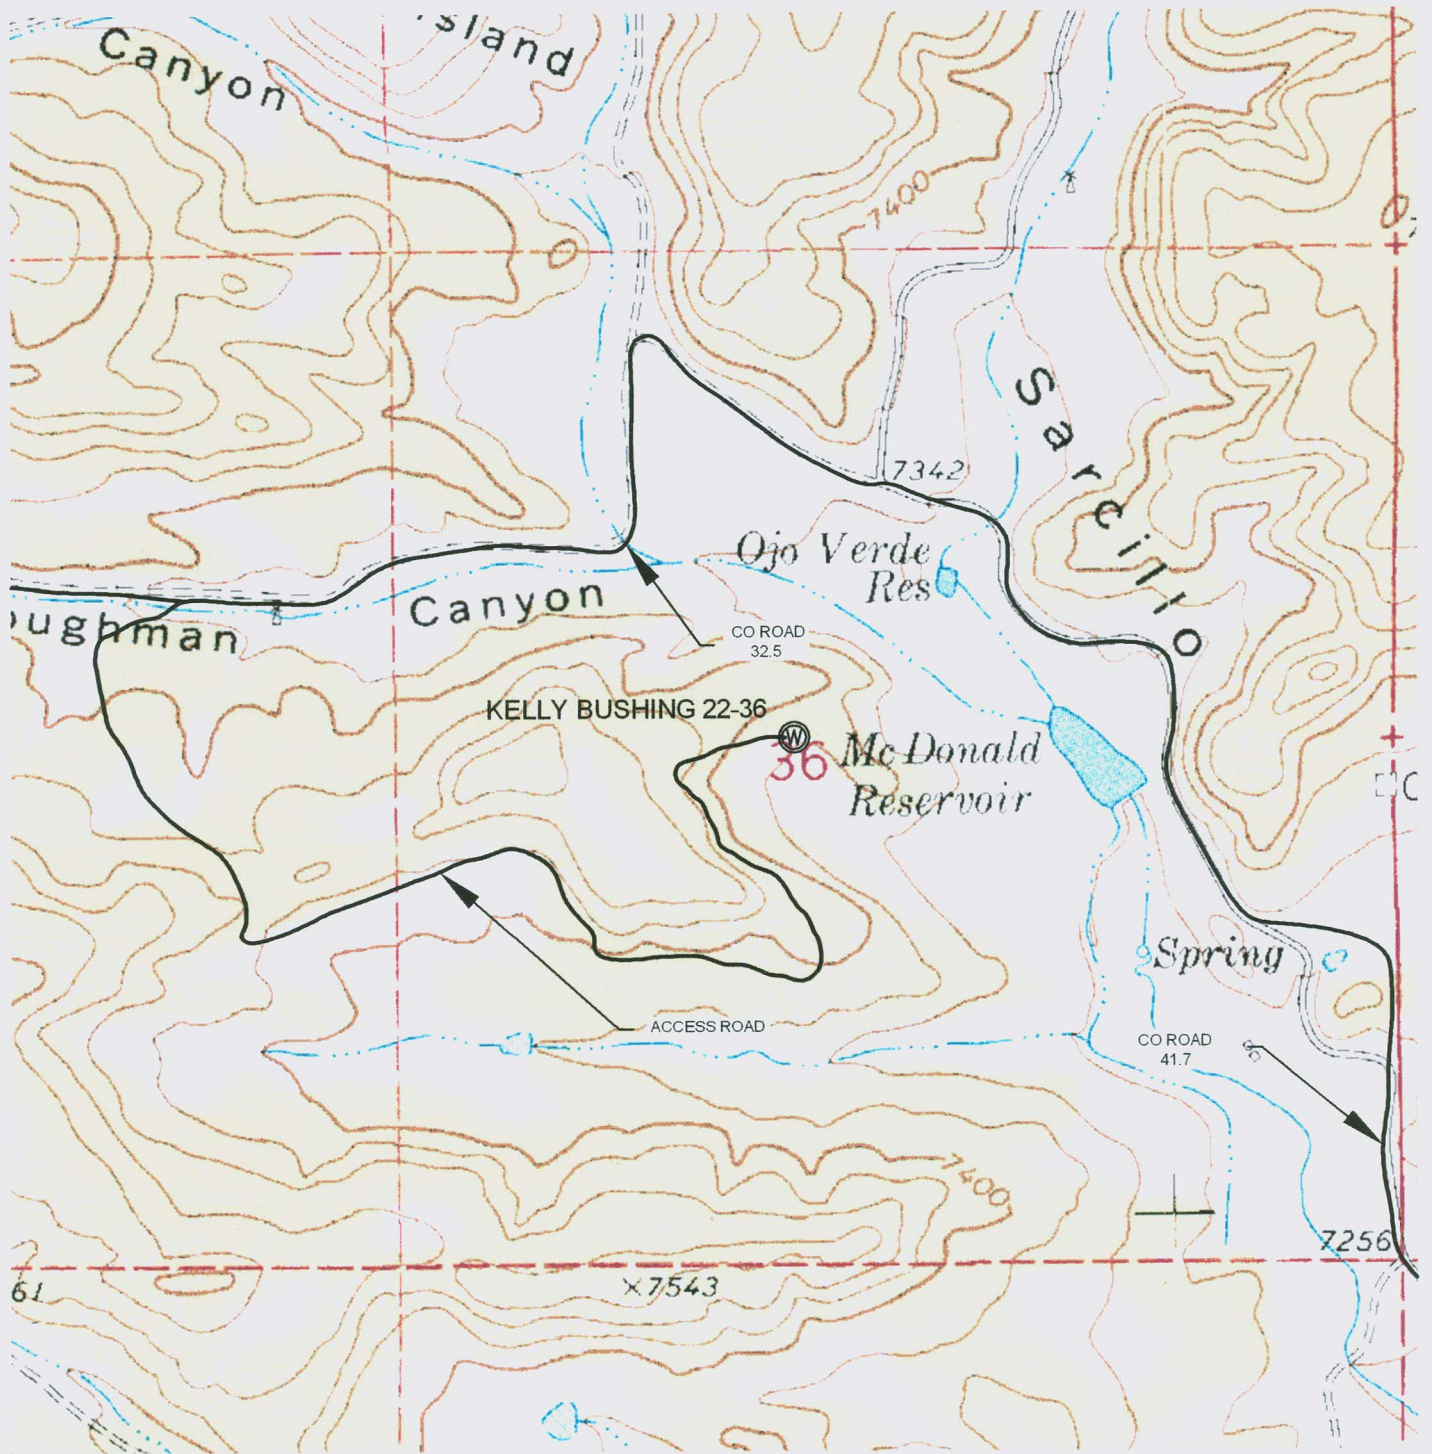 Canyon
sland
7400
Sarcillo
7342
Ojo Verde
Res
Canyon
oughman
CO ROAD
32.5
KELLY BUSHING 22-36
W
36
McDonald
Reservoir
Spring
ACCESS ROAD
CO ROAD
41.7
7400
7256
61
×7543